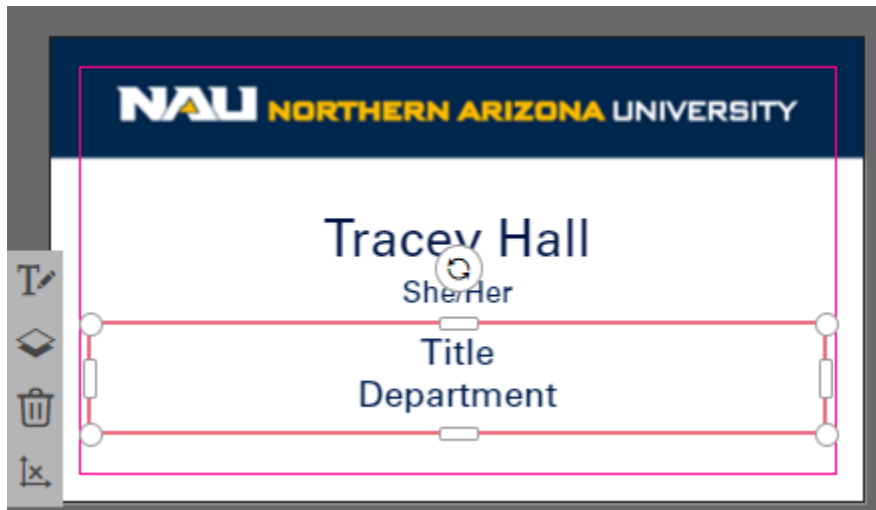 NAU NORTHERN ARIZONA UNIVERSITY
Tracey Hall
She/Her
Title
Department